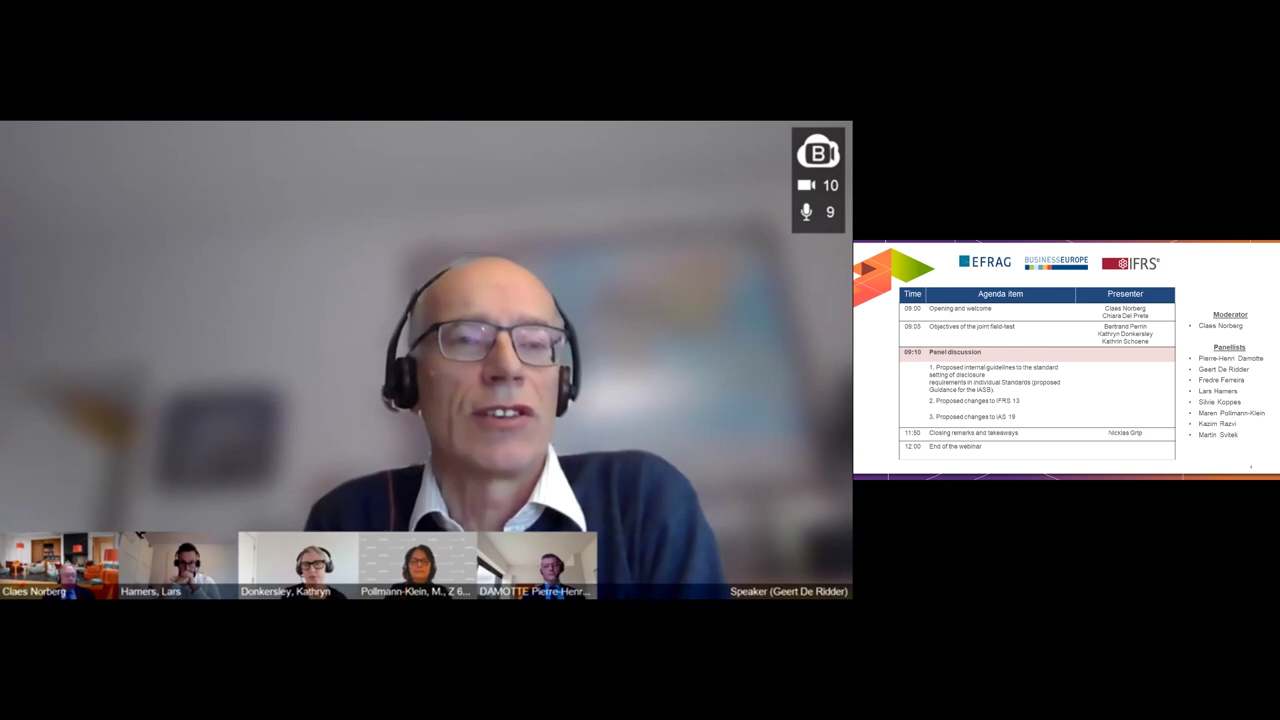 B
10
9
Claes Norberg
Hamers, Lars
Donkersley, Kathryn
Pollmann-Klein, M., Z 6...
DAMOTTE Pierre-Henr...
Speaker (Geert De Ridder)
EFRAG
BUSINESSEUROPE
IFRS®
Time Agenda item Presenter
09:00 Opening and welcome Claes Norberg
Chiara Del Prete
09:05 Objectives of the joint field-test Bertrand Perrin
Kathryn Donkersley
Kathrin Schoene
09:10 Panel discussion
1. Proposed internal guidelines to the standard
setting of disclosure
requirements in individual Standards (proposed
Guidance for the IASB).
2. Proposed changes to IFRS 13
3. Proposed changes to IAS 19
11:50 Closing remarks and takeaways Nicklas Grip
12:00 End of the webinar
Moderator
• Claes Norberg
Panellists
• Pierre-Henri Damotte
• Geert De Ridder
• Fredre Ferreira
• Lars Hamers
• Silvie Koppes
• Maren Pollmann-Klein
• Kazim Razvi
• Martin Svitek